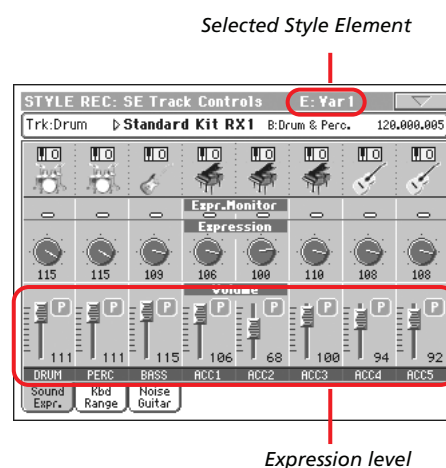 Selected Style Element
STYLE REC: SE Track Controls E: Var1
Trk:Drum ▷Standard Kit RX1 B:Drum & Perc. 120.000.005
Expr.Monitor
Expression
115 115 109 106 100 110 108 108
Volume
P P P P P P P P
111 111 115 106 68 100 94 92
DRUM PERC BASS ACC1 ACC2 ACC3 ACC4 ACC5
Sound Kbd Noise
Expr. Range Guitar
Expression level